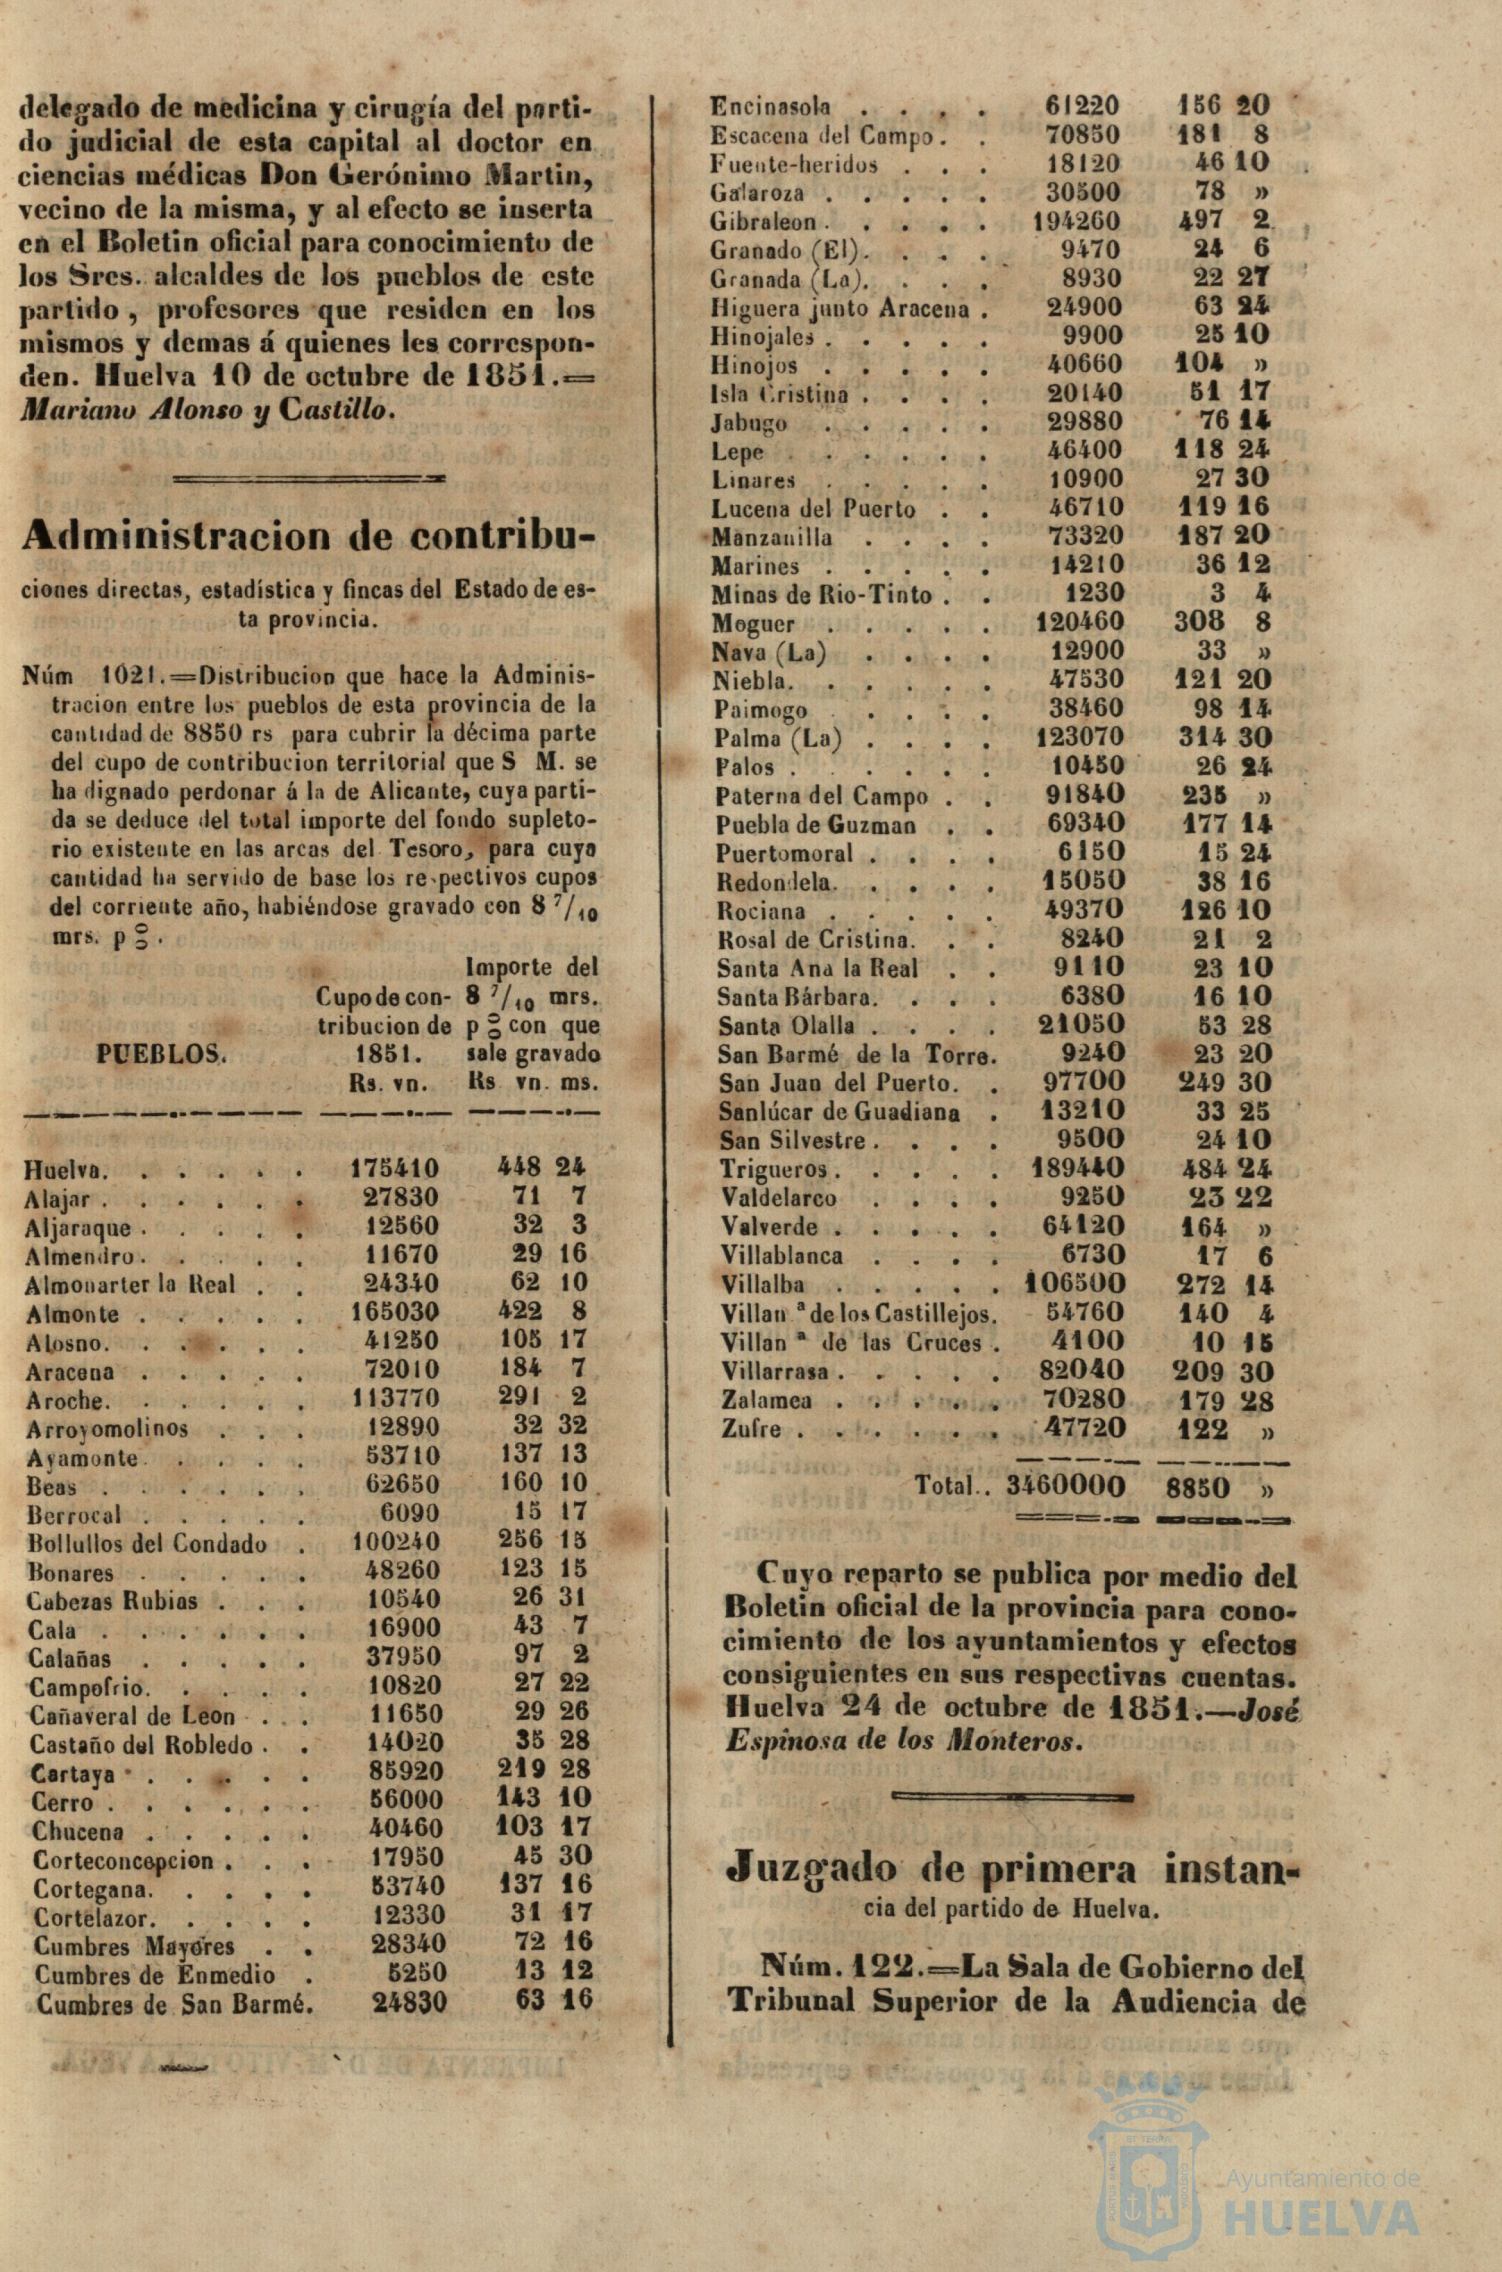 delegado de medicina y cirugía del parti-
do judicial de esta capital al doctor en
ciencias médicas Don Gerónimo Martin,
vecino de la misma, y al efecto se inserta
en el Boletin oficial para conocimiento de
los Sres. alcaldes de los pueblos de este
partido, profesores que residen en los
mismos y demas á quienes les correspon-
den. Huelva 10 de octubre de 1851.=
Mariano Alonso y Castillo.
Administracion de contribu-
ciones directas, estadística y fincas del Estado de es-
ta provincia.
Núm 1021.=Distribucion que hace la Adminis-
tracion entre los pueblos de esta provincia de la
cantidad de 8850 rs para cubrir la décima parte
del cupo de contribucion territorial que S M. se
ha dignado perdonar á la de Alicante, cuya parti-
da se deduce del total importe del fondo supleto-
rio existente en las arcas del Tesoro, para cuya
cantidad ha servido de base los respectivos cupos
del corriente año, habiéndose gravado con 8 7/10
mrs. p%.
PUEBLOS.
Cupo de con-
tribucion de
1851.
Rs. vn.
Importe del
8 7/10 mrs.
p% con que
sale gravado
Rs vn. ms.
Huelva. . . . . . 175410 448 24
Alajar . . . . . . 27830 71 7
Aljaraque . . . . . 12560 32 3
Almendro. . . . . 11670 29 16
Almonarter la Real . . 24340 62 10
Almonte . . . . . 165030 422 8
Alosno. . . . . . 41250 105 17
Aracena . . . . . 72010 184 7
Aroche. . . . . . 113770 291 2
Arroyomolinos . . . 12890 32 32
Ayamonte. . . . . 53710 137 13
Beas . . . . . . 62650 160 10
Berrocal . . . . . 6090 15 17
Bollullos del Condado . 100240 256 15
Bonares . . . . . 48260 123 15
Cabezas Rubias . . . 10540 26 31
Cala . . . . . . 16900 43 7
Calañas . . . . . 37950 97 2
Campofrio. . . . . 10820 27 22
Cañaveral de Leon . . . 11650 29 26
Castaño del Robledo . . 14020 35 28
Cartaya . . . . . 85920 219 28
Cerro . . . . . . 56000 143 10
Chucena . . . . . 40460 103 17
Corteconcepcion . . . 17950 45 30
Cortegana. . . . . 53740 137 16
Cortelazor. . . . . 12330 31 17
Cumbres Mayores . . 28340 72 16
Cumbres de Enmedio . 5250 13 12
Cumbres de San Barmé. 24830 63 16
Encinasola . . . . 61220 156 20
Escacena del Campo. . 70850 181 8
Fuente-heridos . . . 18120 46 10
Galaroza . . . . . 30500 78 »
Gibraleon . . . . . 194260 497 2
Granado (El). . . . 9470 24 6
Granada (La). . . . 8930 22 27
Higuera junto Aracena . 24900 63 24
Hinojales . . . . . 9900 25 10
Hinojos . . . . . 40660 104 »
Isla Cristina . . . . 20140 51 17
Jabugo . . . . . 29880 76 14
Lepe . . . . . 46400 118 24
Linares . . . . . 10900 27 30
Lucena del Puerto . . 46710 119 16
Manzanilla . . . . 73320 187 20
Marines . . . . . 14210 36 12
Minas de Rio-Tinto . . 1230 3 4
Moguer . . . . . 120460 308 8
Nava (La) . . . . 12900 33 »
Niebla. . . . . . 47530 121 20
Paimogo . . . . 38460 98 14
Palma (La) . . . . 123070 314 30
Palos . . . . . . 10450 26 24
Paterna del Campo . . 91840 235 »
Puebla de Guzman . . 69340 177 14
Puertomoral . . . . 6150 15 24
Redondela. . . . . 15050 38 16
Rociana . . . . . 49370 126 10
Rosal de Cristina. . . 8240 21 2
Santa Ana la Real . . 9110 23 10
Santa Bárbara. . . . 6380 16 10
Santa Olalla . . . . 21050 53 28
San Barmé de la Torre. 9240 23 20
San Juan del Puerto. . 97700 249 30
Sanlúcar de Guadiana . 13210 33 25
San Silvestre . . . . 9500 24 10
Trigueros . . . . . 189440 484 24
Valdelarco . . . . 9250 23 22
Valverde . . . . . 64120 164 »
Villablanca . . . . 6730 17 6
Villalba . . . . . 106500 272 14
Villan.ª de los Castillejos. 54760 140 4
Villan ª de las Cruces . 4100 10 15
Villarrasa . . . . . 82040 209 30
Zalamea . . . . . 70280 179 28
Zufre . . . . . . 47720 122 »
Total.. 3460000 8850 »
Cuyo reparto se publica por medio del
Boletin oficial de la provincia para cono-
cimiento de los ayuntamientos y efectos
consiguientes en sus respectivas cuentas.
Huelva 24 de octubre de 1851.—José
Espinosa de los Monteros.
Juzgado de primera instan-
cia del partido de Huelva.
Núm. 122.=La Sala de Gobierno del
Tribunal Superior de la Audiencia de
Ayuntamiento de
HUELVA